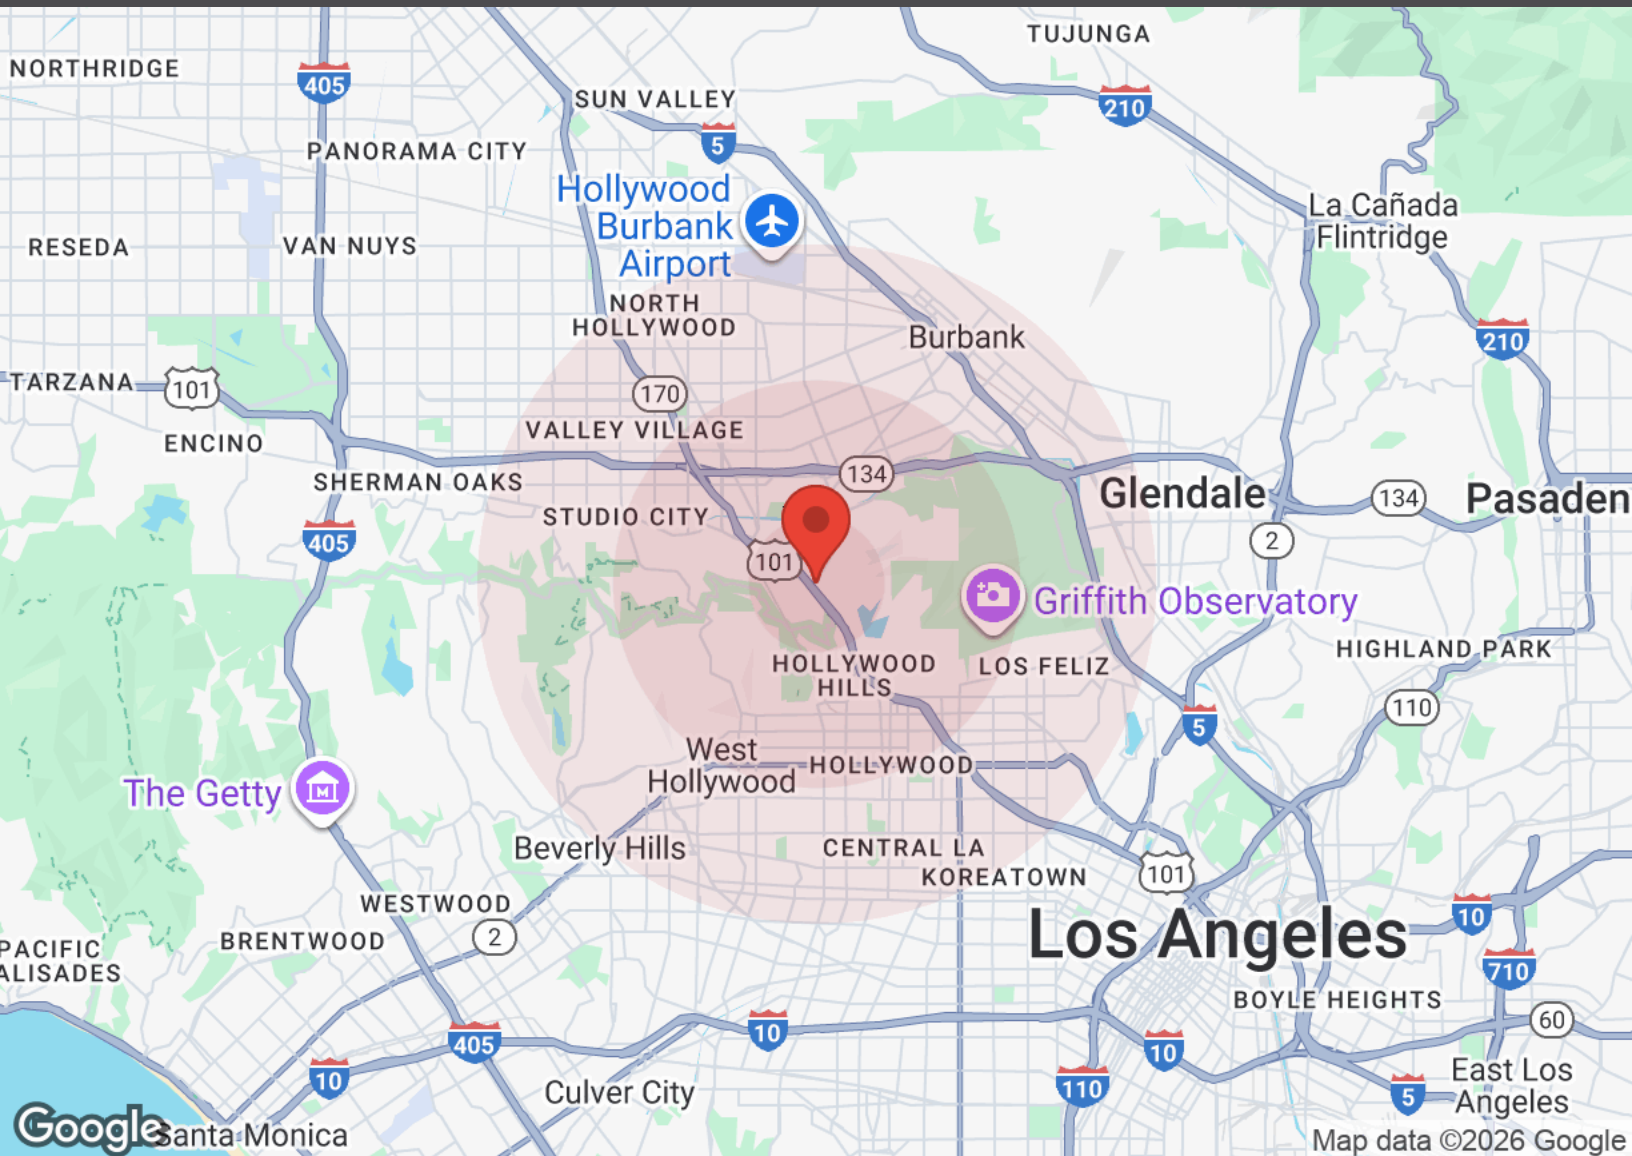 TUJUNGA
NORTHRIDGE
405
SUN VALLEY
210
5
PANORAMA CITY
Hollywood
Burbank
Airport
La Cañada
Flintridge
RESEDA
VAN NUYS
NORTH
HOLLYWOOD
Burbank
210
TARZANA
101
170
VALLEY VILLAGE
ENCINO
134
SHERMAN OAKS
Glendale
134
Pasaden
STUDIO CITY
405
2
101
Griffith Observatory
HIGHLAND PARK
HOLLYWOOD
HILLS
LOS FELIZ
110
5
West
Hollywood
HOLLYWOOD
The Getty
Beverly Hills
CENTRAL LA
KOREATOWN
101
WESTWOOD
10
2
BRENTWOOD
Los Angeles
PACIFIC
ALISADES
710
BOYLE HEIGHTS
60
405
10
10
10
110
5
East Los
Angeles
Culver City
Google
Santa Monica
Map data ©2026 Google